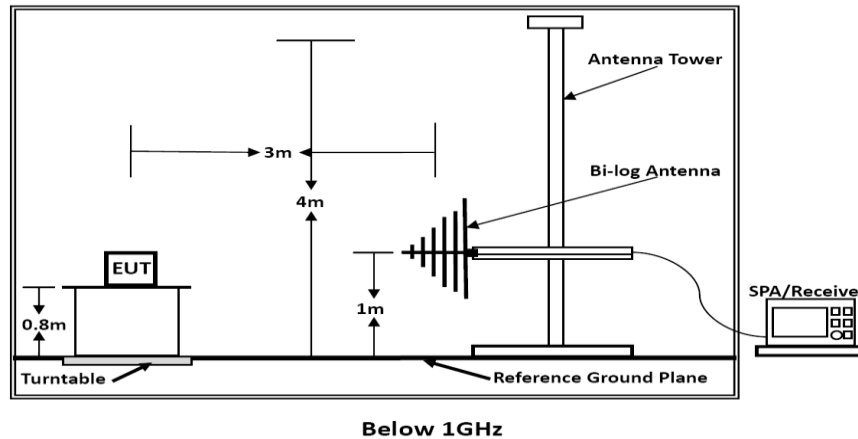 Antenna Tower
3m
Bi-log Antenna
4m
EUT
SPA/Receive
0.8m
1m
Turntable
Reference Ground Plane
Below 1GHz